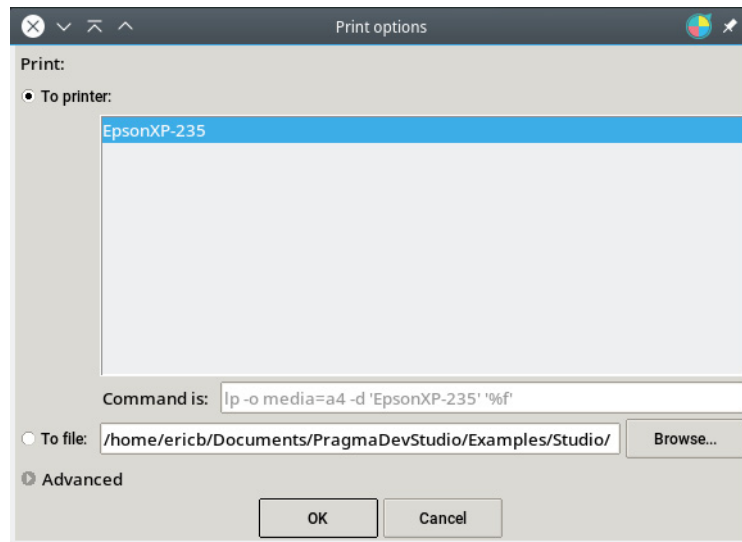 Print options
Print:
To printer:
EpsonXP-235
Command is: lp -o media=a4 -d 'EpsonXP-235' '%f'
To file: /home/ericb/Documents/PragmaDevStudio/Examples/Studio/ Browse...
Advanced
OK Cancel